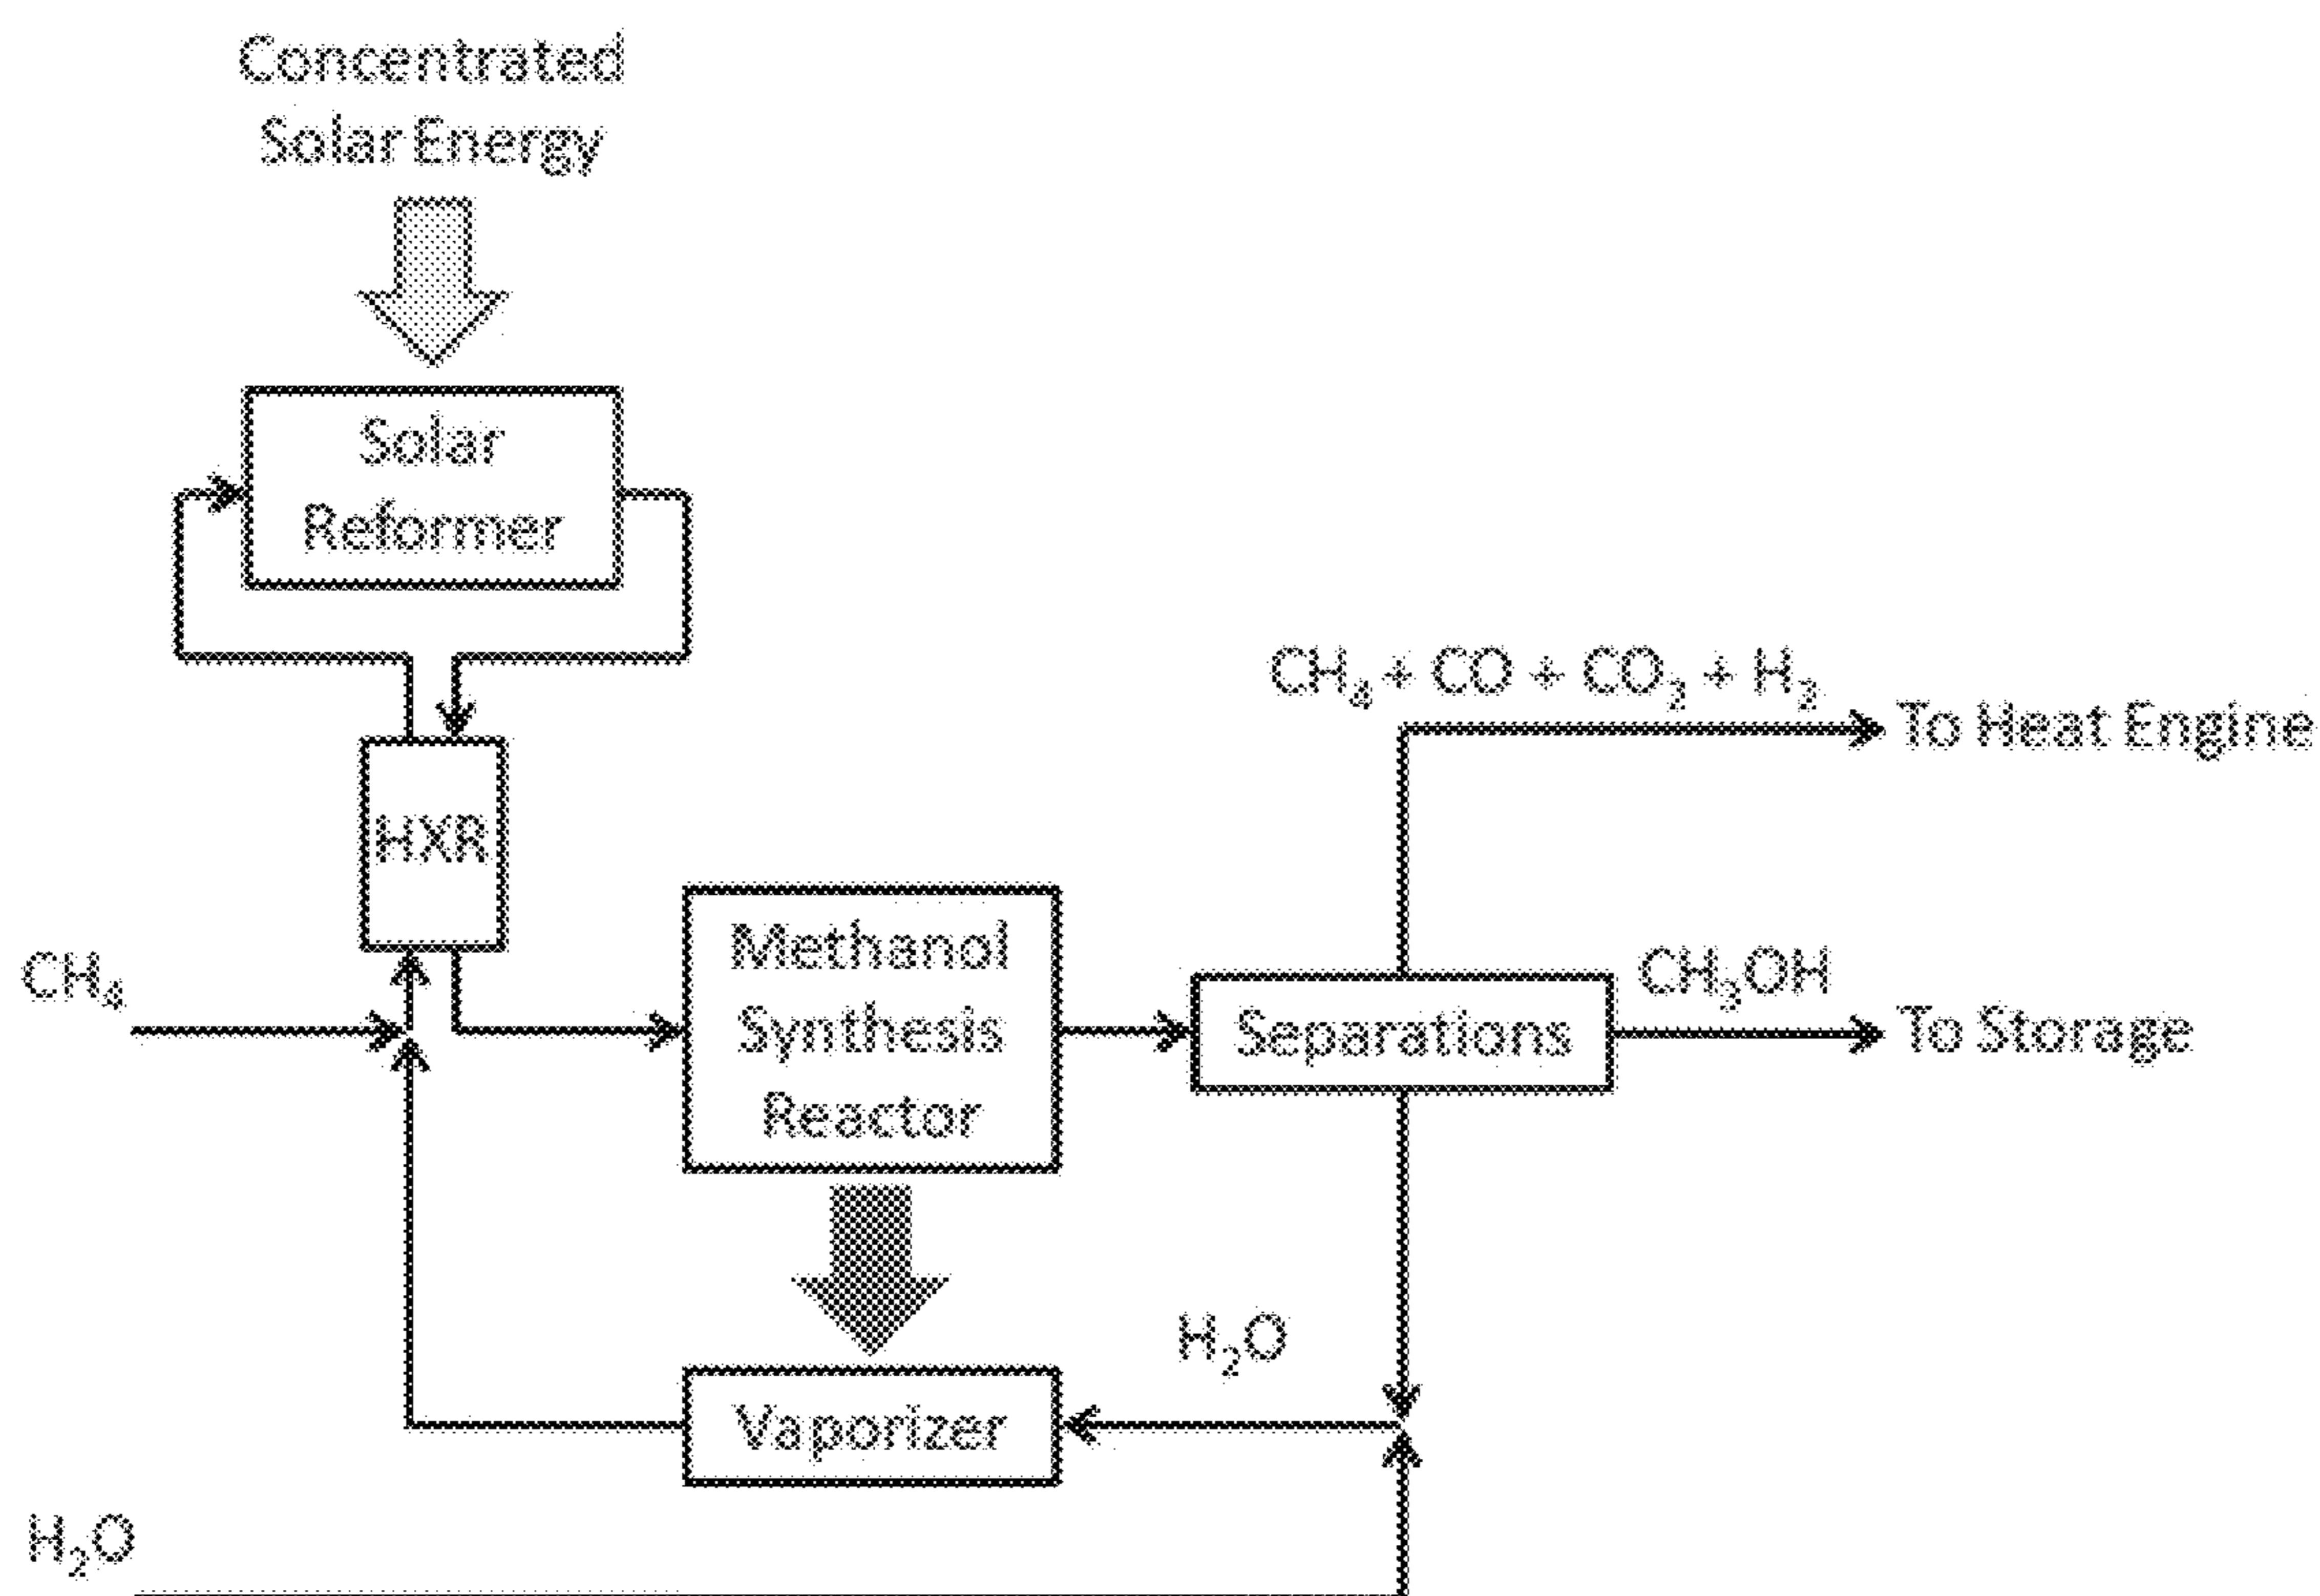 Concentrated
Solar Energy
Solar
Reformer
CH₄ + CO + CO₂ + H₂
To Heat Engine
HXR
Methanol
Synthesis
Reactor
CH₄
CH₃OH
Separations
To Storage
H₂O
Vaporizer
H₂O